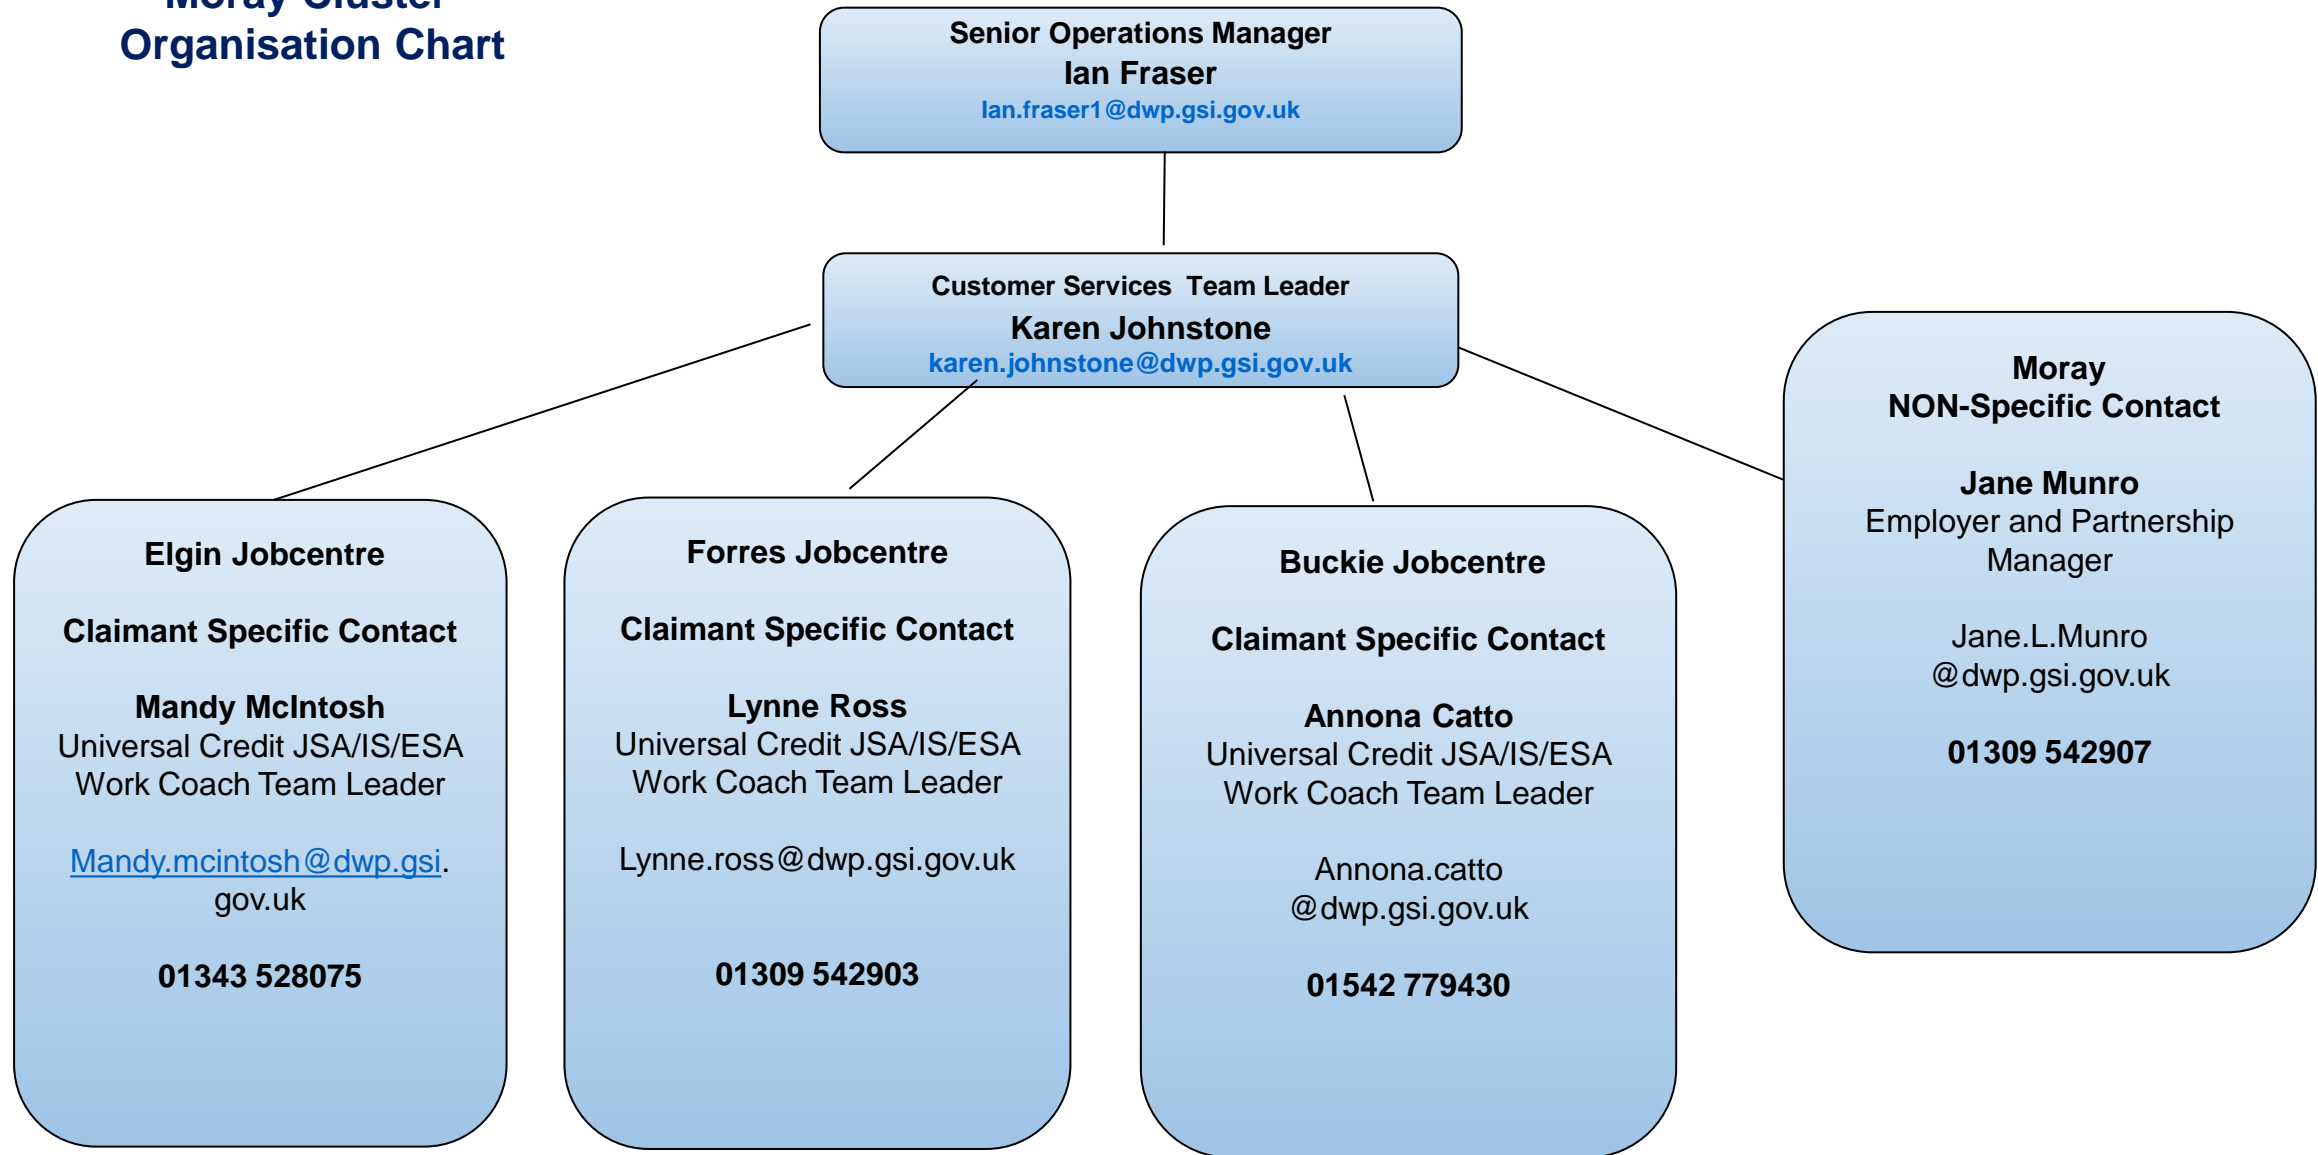 Moray Cluster
Organisation Chart
Senior Operations Manager
Ian Fraser
Ian.fraser1@dwp.gsi.gov.uk
Customer Services  Team Leader
Karen Johnstone
karen.johnstone@dwp.gsi.gov.uk
Elgin Jobcentre
Claimant Specific Contact
Mandy McIntosh
Universal Credit JSA/IS/ESA
Work Coach Team Leader
Mandy.mcintosh@dwp.gsi.
gov.uk
01343 528075
Forres Jobcentre
Claimant Specific Contact
Lynne Ross
Universal Credit JSA/IS/ESA
Work Coach Team Leader
Lynne.ross@dwp.gsi.gov.uk
01309 542903
Buckie Jobcentre
Claimant Specific Contact
Annona Catto
Universal Credit JSA/IS/ESA
Work Coach Team Leader
Annona.catto
@dwp.gsi.gov.uk
01542 779430
Moray
NON-Specific Contact
Jane Munro
Employer and Partnership
Manager
Jane.L.Munro
@dwp.gsi.gov.uk
01309 542907